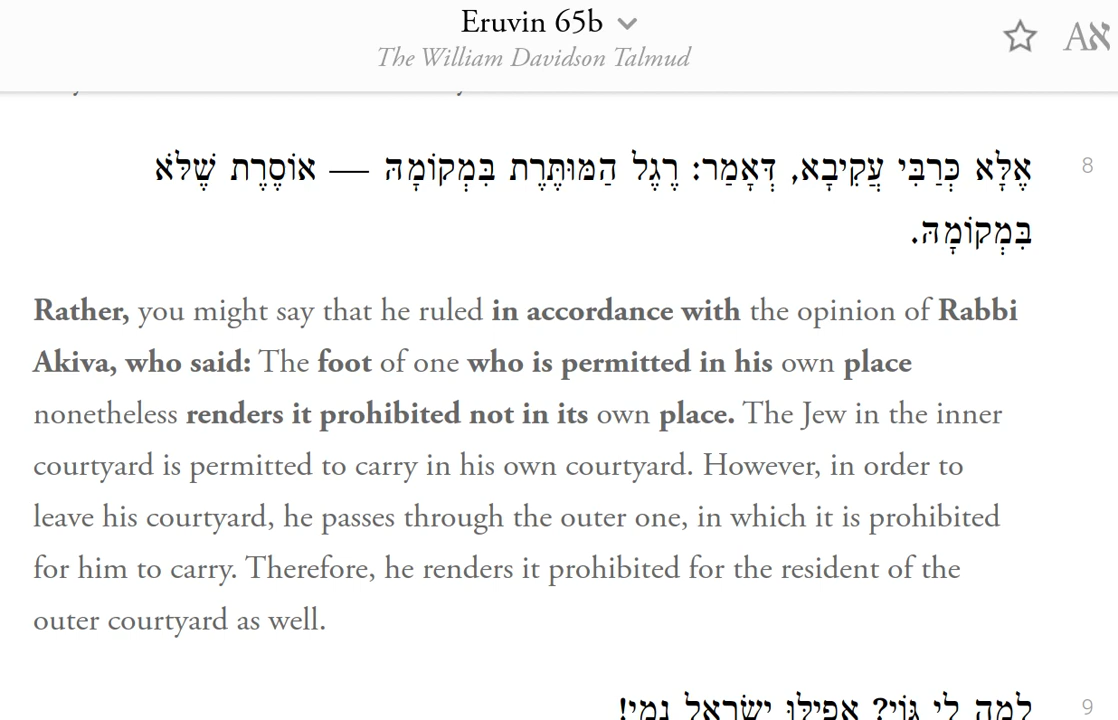 Eruvin 65b
The William Davidson Talmud
Aא
אֶלָּא כְּרַבִּי עֲקִיבָא, דְּאָמַר: רֶגֶל הַמּוּתֶּרֶת בִּמְקוֹמָהּ — אוֹסֶרֶת שֶׁלֹּא
8
בִּמְקוֹמָהּ.
Rather, you might say that he ruled in accordance with the opinion of Rabbi
Akiva, who said: The foot of one who is permitted in his own place
nonetheless renders it prohibited not in its own place. The Jew in the inner
courtyard is permitted to carry in his own courtyard. However, in order to
leave his courtyard, he passes through the outer one, in which it is prohibited
for him to carry. Therefore, he renders it prohibited for the resident of the
outer courtyard as well.
לְמָה לִי גּוֹי? אֲפִילּוּ יִשְׂרָאֵל נָמֵי!
9